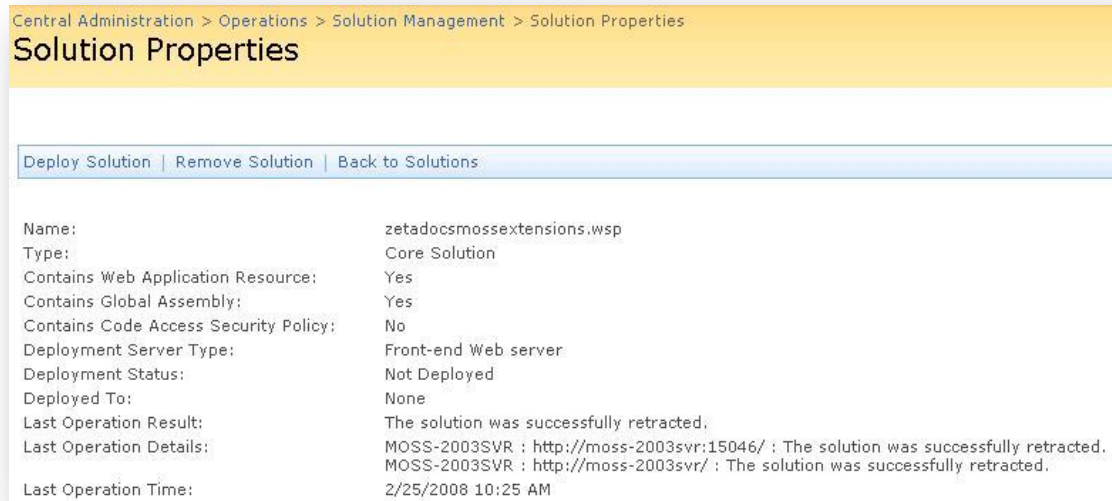 Central Administration > Operations > Solution Management > Solution Properties
Solution Properties
Deploy Solution | Remove Solution | Back to Solutions
Name: zetadocsmossextensions.wsp
Type: Core Solution
Contains Web Application Resource: Yes
Contains Global Assembly: Yes
Contains Code Access Security Policy: No
Deployment Server Type: Front-end Web server
Deployment Status: Not Deployed
Deployed To: None
Last Operation Result: The solution was successfully retracted.
Last Operation Details: MOSS-2003SVR : http://moss-2003svr:15046/ : The solution was successfully retracted.
MOSS-2003SVR : http://moss-2003svr/ : The solution was successfully retracted.
Last Operation Time: 2/25/2008 10:25 AM